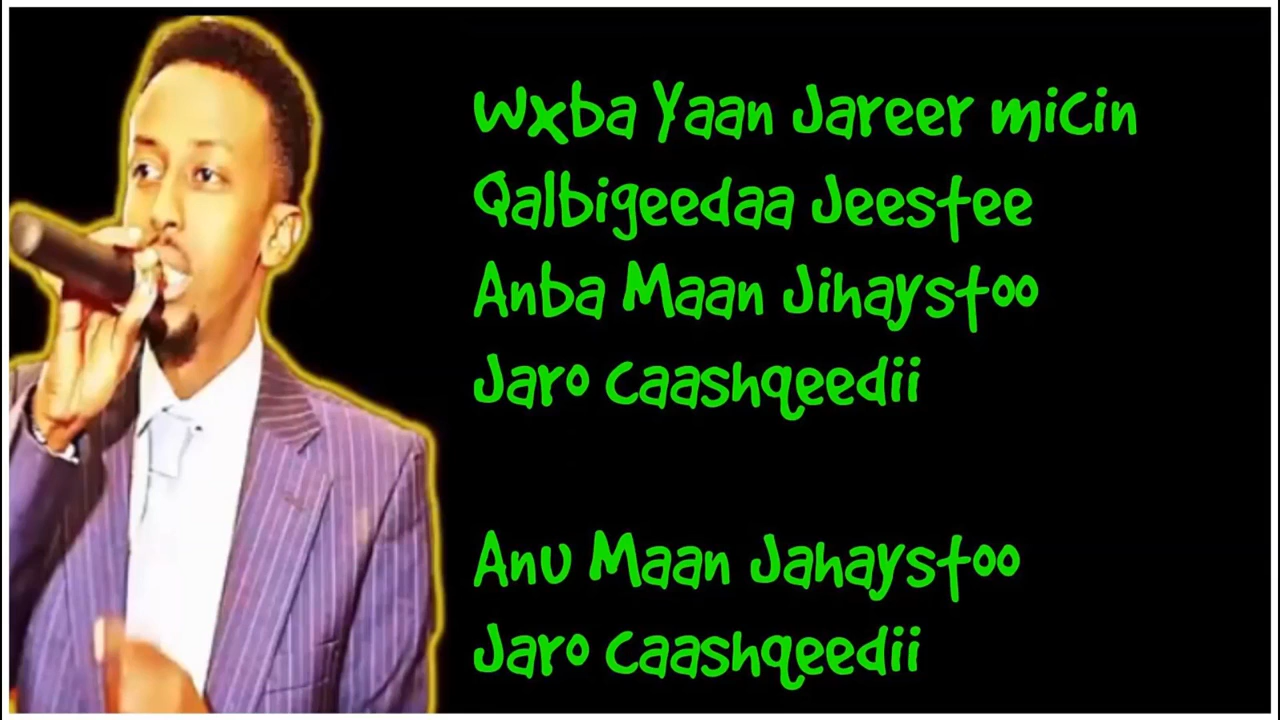 Wxba Yaan Jareer micin
Qalbigeedaa Jeestee
Anba Maan Jihaystoo
Jaro Caashqeedii
Anu Maan Jahaystoo
Jaro Caashqeedii